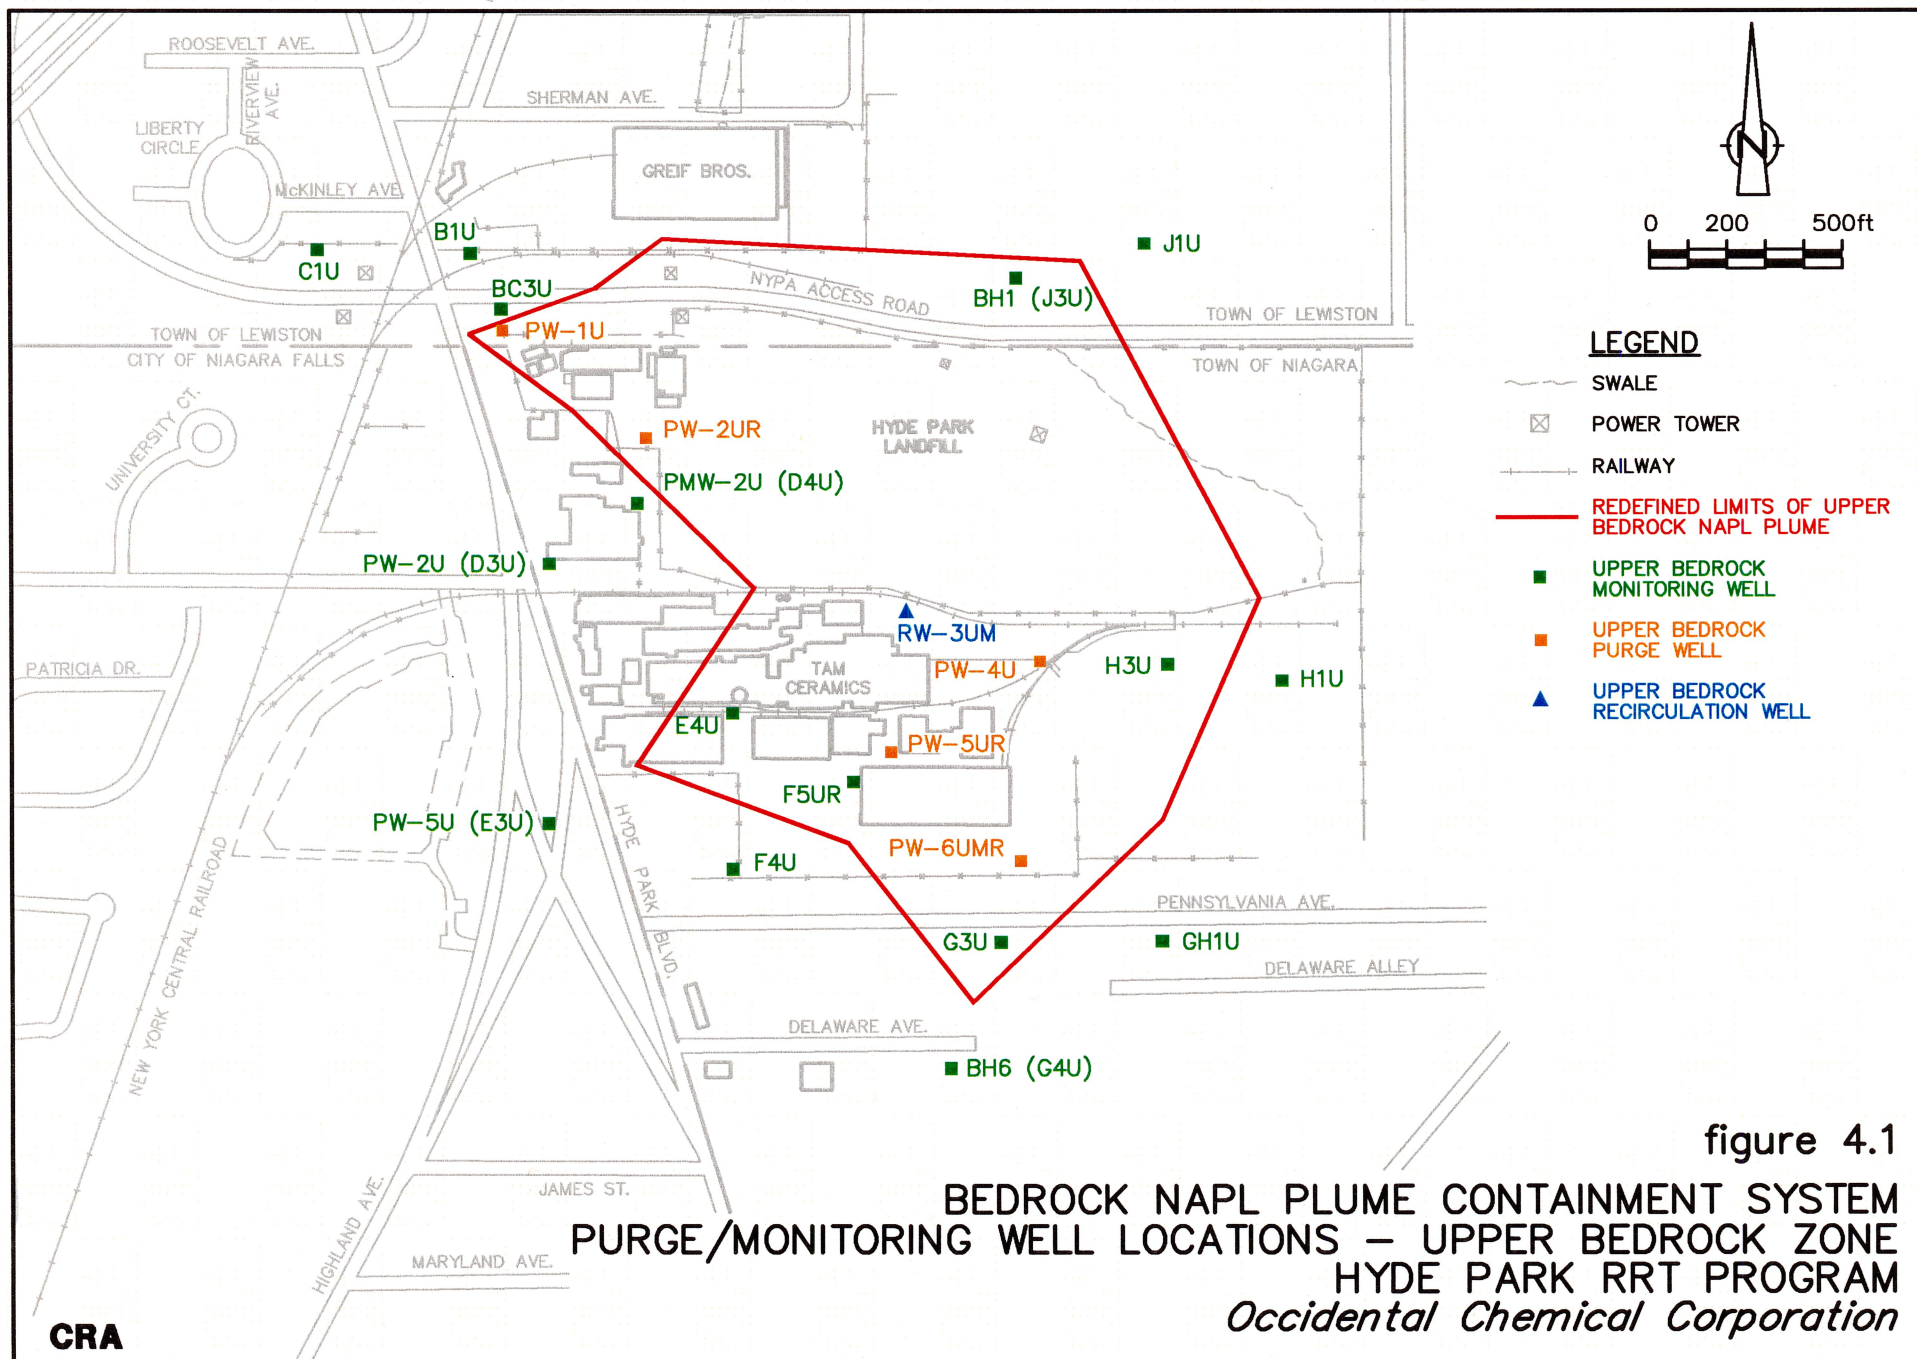 ROOSEVELT AVE.
RIVERVIEW
AVE.
SHERMAN AVE.
LIBERTY
CIRCLE
McKINLEY AVE.
GREIF BROS.
N
0 200 500ft
B1U
C1U
J1U
BC3U
NYPA ACCESS ROAD
BH1 (J3U)
PW-1U
TOWN OF LEWISTON
TOWN OF LEWISTON
CITY OF NIAGARA FALLS
TOWN OF NIAGARA
UNIVERSITY CT.
PW-2UR
HYDE PARK
LANDFILL
PMW-2U (D4U)
PW-2U (D3U)
RW-3UM
PW-4U
H3U
H1U
PATRICIA DR.
TAM
CERAMICS
E4U
PW-5UR
F5UR
PW-5U (E3U)
HYDE PARK BLVD.
PW-6UMR
F4U
PENNSYLVANIA AVE.
G3U
GH1U
DELAWARE ALLEY
NEW YORK CENTRAL RAILROAD
DELAWARE AVE.
BH6 (G4U)
JAMES ST.
HIGHLAND AVE.
MARYLAND AVE.
LEGEND
SWALE
POWER TOWER
RAILWAY
REDEFINED LIMITS OF UPPER
BEDROCK NAPL PLUME
UPPER BEDROCK
MONITORING WELL
UPPER BEDROCK
PURGE WELL
UPPER BEDROCK
RECIRCULATION WELL
figure 4.1
BEDROCK NAPL PLUME CONTAINMENT SYSTEM
PURGE/MONITORING WELL LOCATIONS - UPPER BEDROCK ZONE
HYDE PARK RRT PROGRAM
Occidental Chemical Corporation
CRA